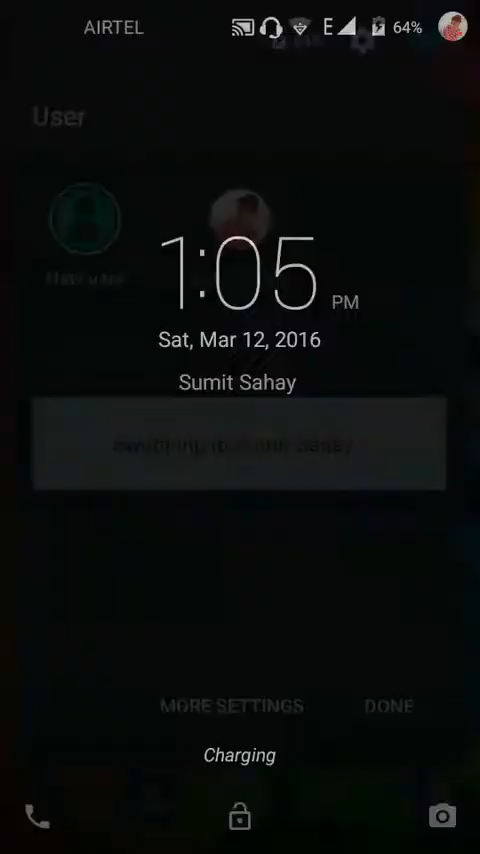 AIRTEL E 64%
User
1:05 PM
Sat, Mar 12, 2016
Sumit Sahay
MORE SETTINGS DONE
Charging